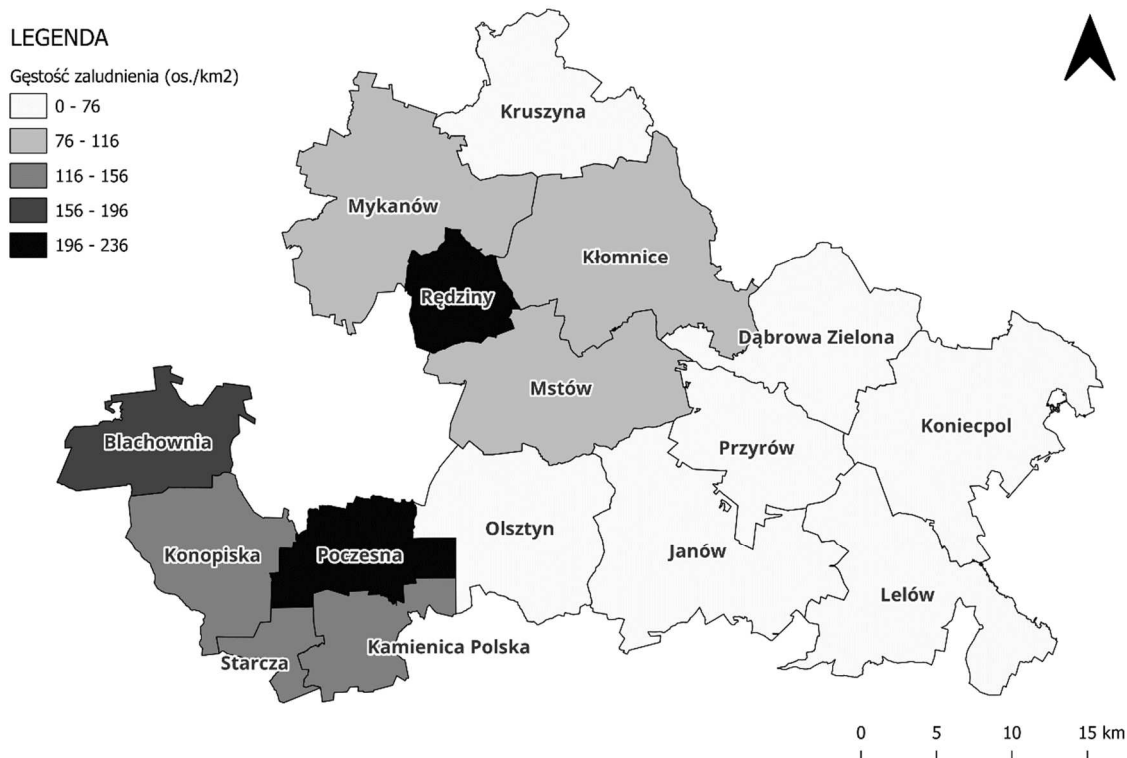 LEGENDA
Gęstość zaludnienia (os./km2)
0 - 76
76 - 116
116 - 156
156 - 196
196 - 236
Kruszyna
Mykanów
Kłomnice
Rędziny
Dąbrowa Zielona
Mstów
Koniecpol
Blachownia
Przyrów
Olsztyn
Konopiska
Poczesna
Janów
Lelów
Kamienica Polska
Starcza
0 5 10 15 km